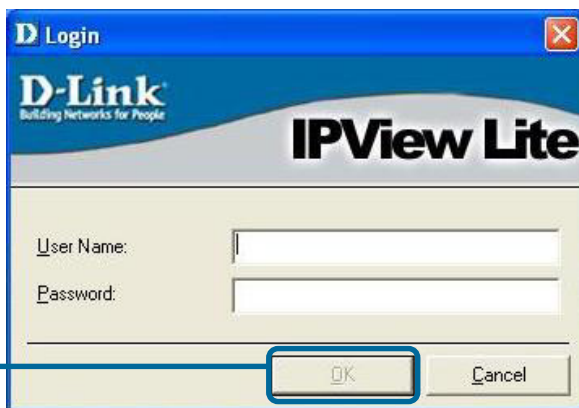 D Login
D-Link
Building Networks for People
IPView Lite
User Name:
Password:
OK
Cancel